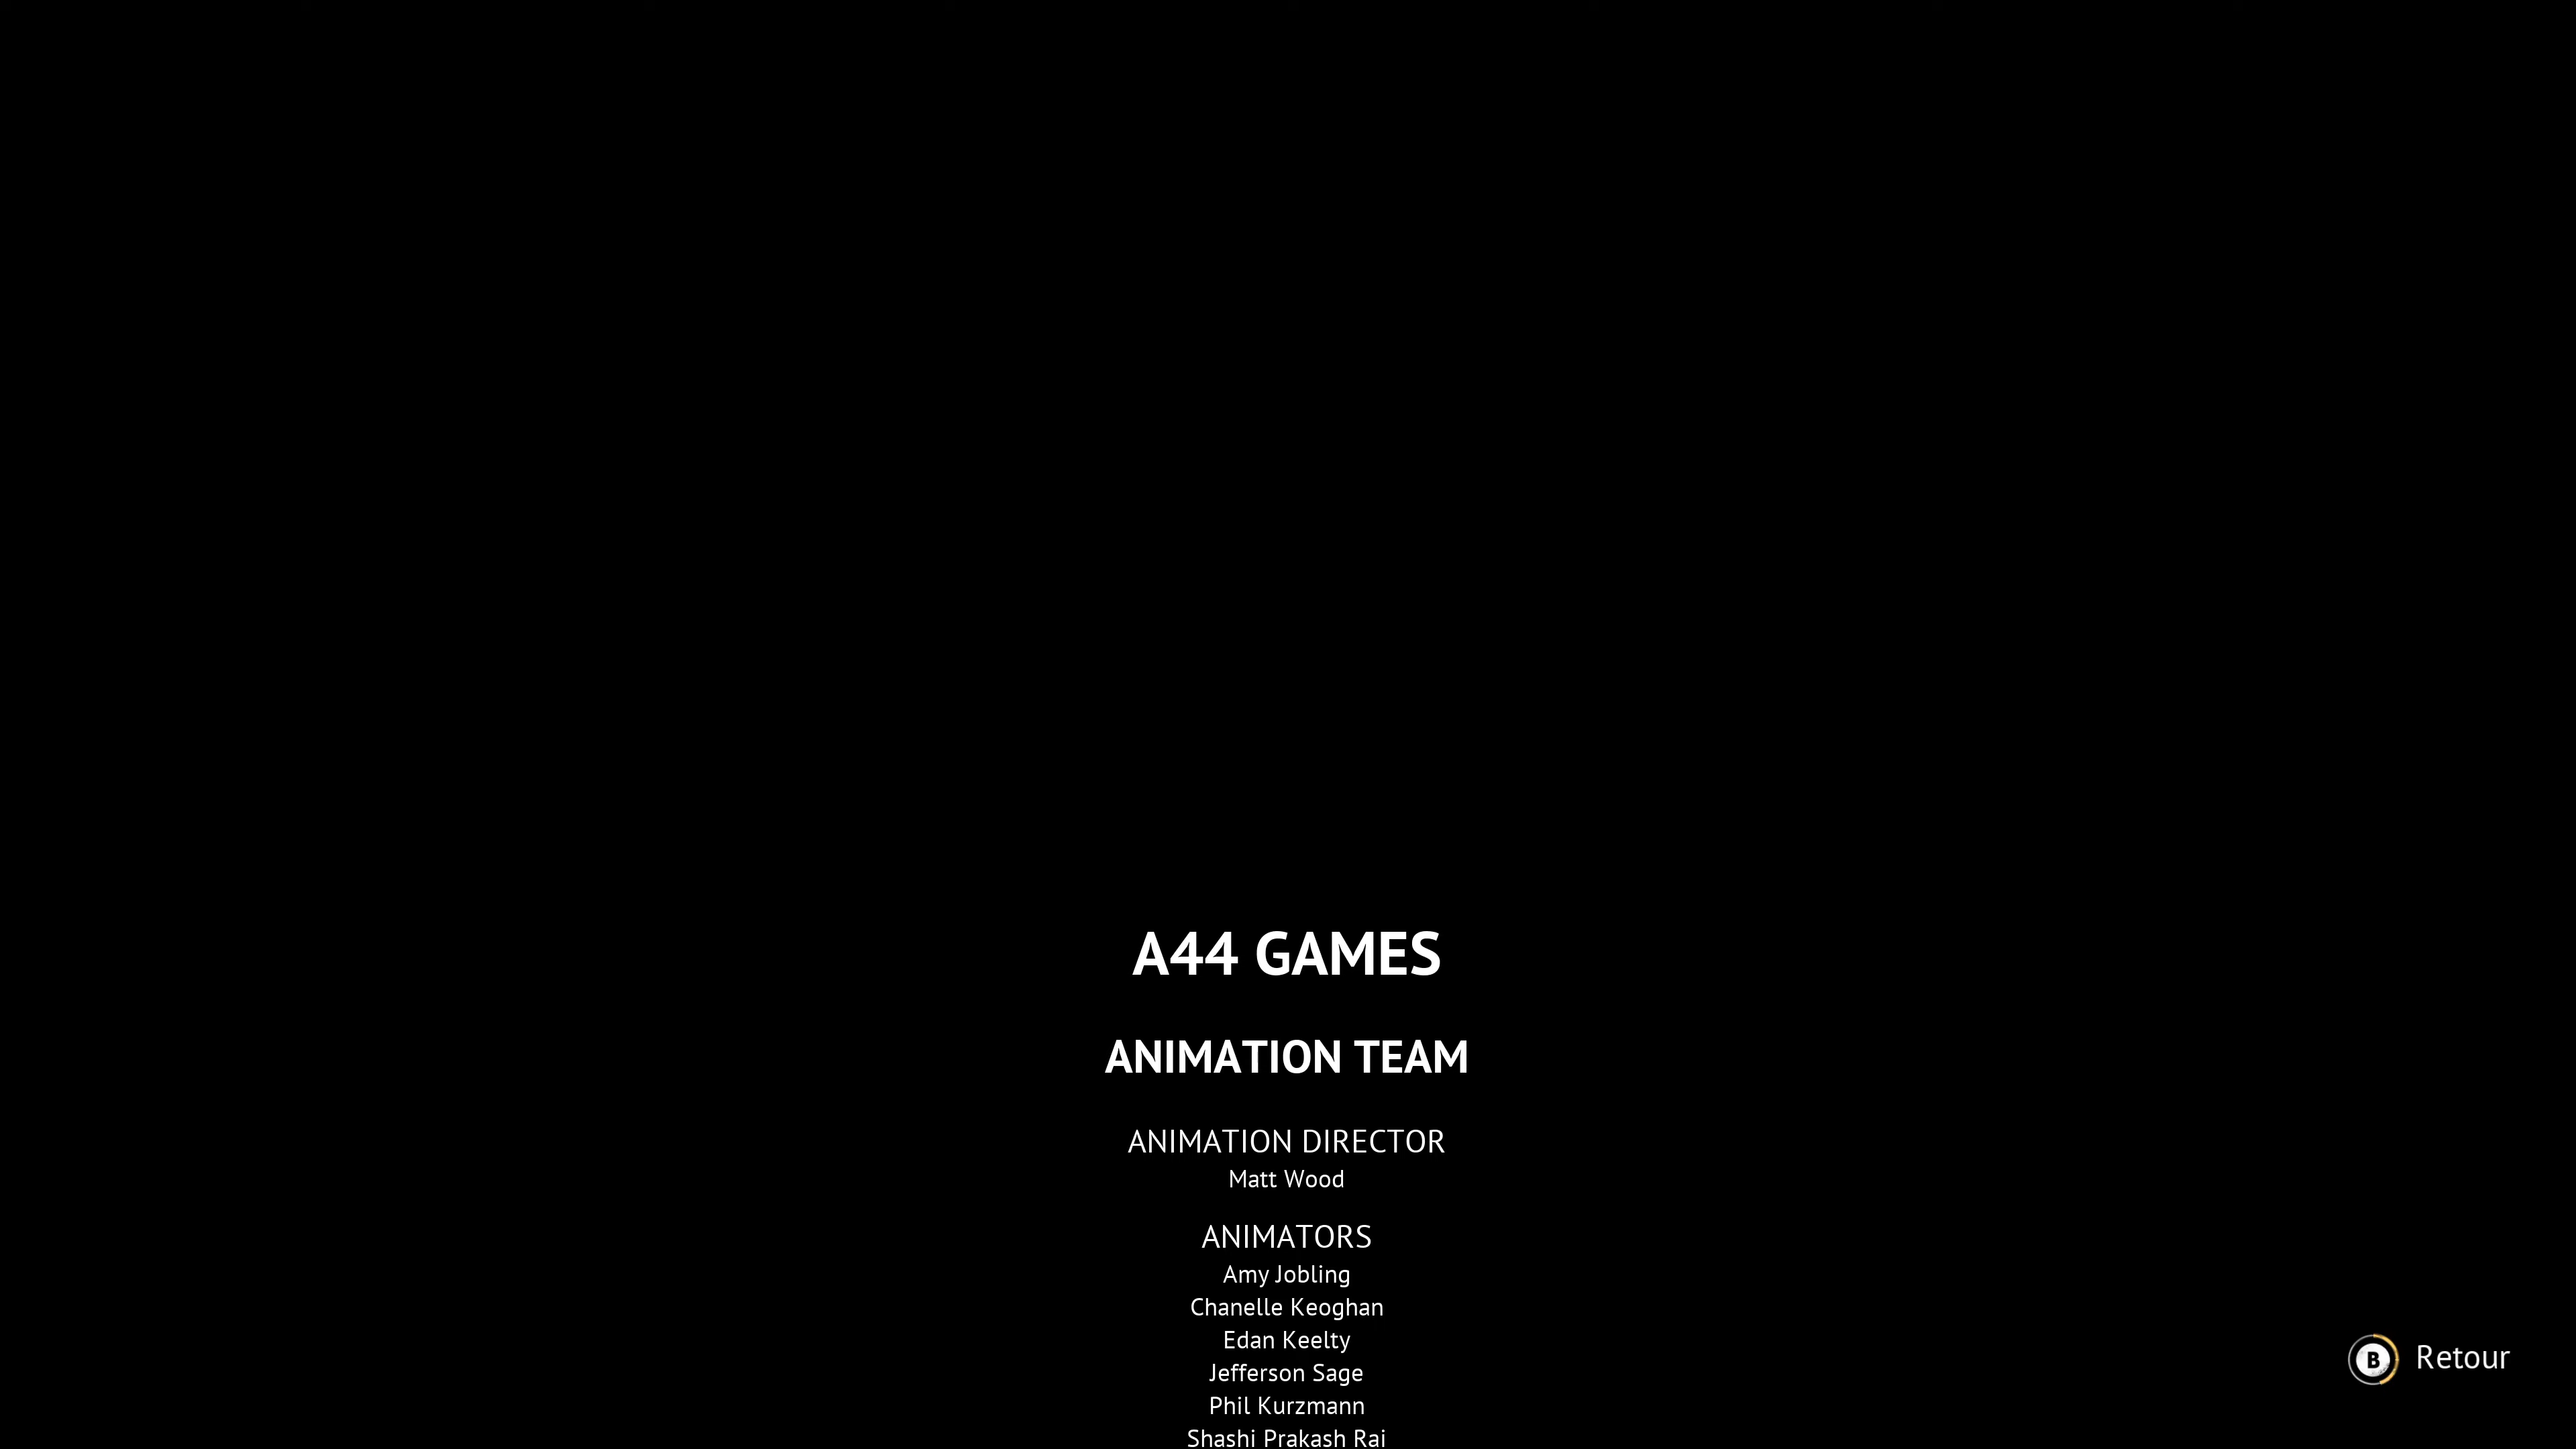 A44 GAMES
ANIMATION TEAM
ANIMATION DIRECTOR
Matt Wood
ANIMATORS
Amy Jobling
Chanelle Keoghan
Edan Keelty
Jefferson Sage
Phil Kurzmann
Shashi Prakash Rai
B Retour